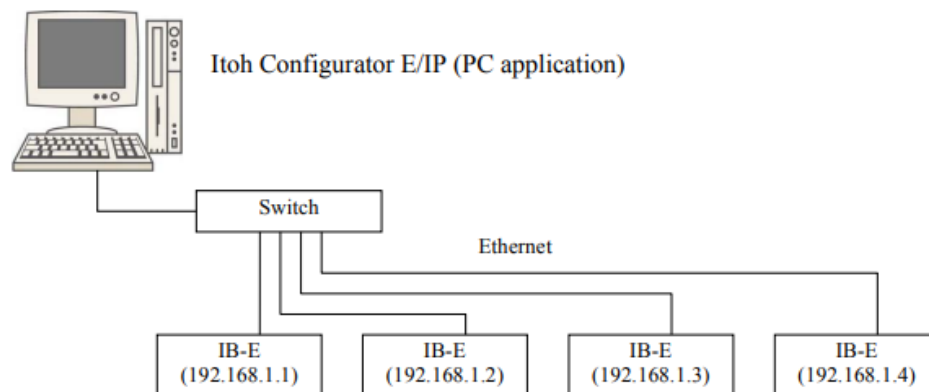 Itoh Configurator E/IP (PC application)
Switch
Ethernet
IB-E
(192.168.1.1)
IB-E
(192.168.1.2)
IB-E
(192.168.1.3)
IB-E
(192.168.1.4)